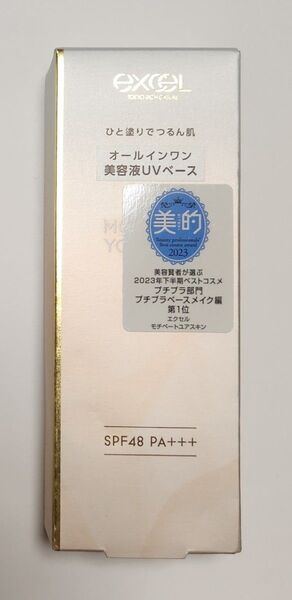 excel
ひと塗りでつるん肌
オールインワン
美容液UVベース
美的
2023
美容賢者が選ぶ
2023年下半期ベストコスメ
プチプラ部門
プチプラベースメイク編
第1位
エクセル
モチベートユアスキン
SPF48 PA+++